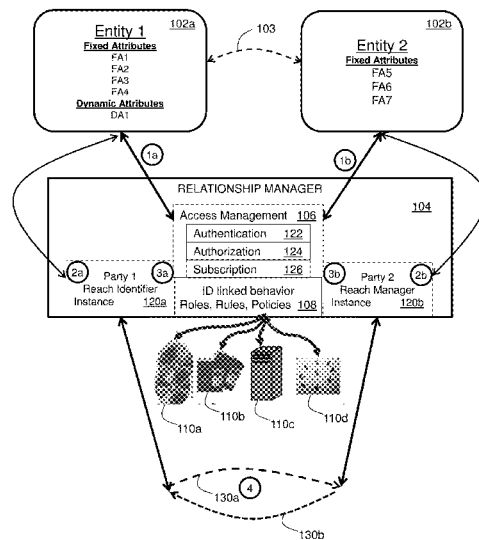 102a
Entity 1
Fixed Attributes
FA1
FA2
FA3
FA4
Dynamic Attributes
DA1
103
102b
Entity 2
Fixed Attributes
FA5
FA6
FA7
1a
1b
RELATIONSHIP MANAGER
104
Access Management 106
Authentication 122
Authorization 124
Subscription 126
2a
3a
Party 1
Reach Identifier
Instance 120a
ID linked behavior
Roles, Rules, Policies 108
3b
2b
Party 2
Reach Manager
Instance 120b
110a
110b
110c
110d
4
130a
130b